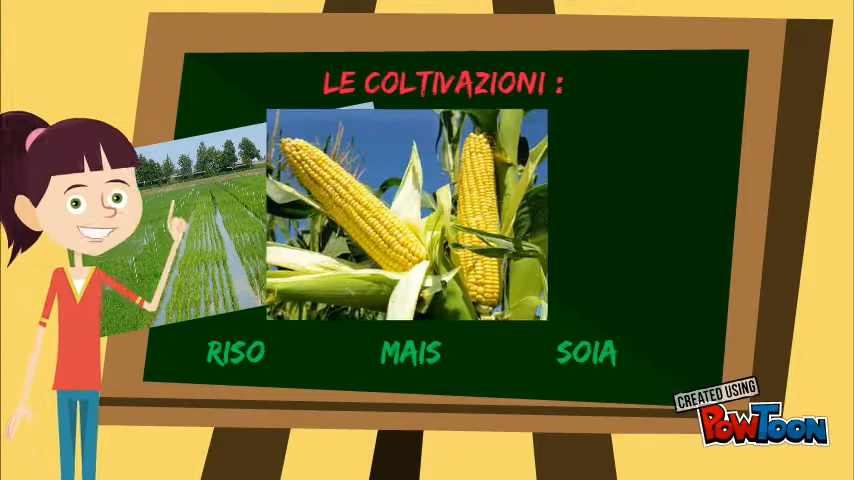 LE COLTIVAZIONI :
RISO MAIS SOIA
CREATED USING
POWTOON